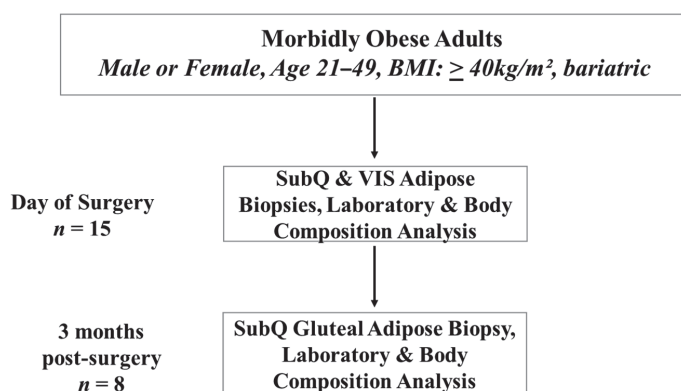 Morbidly Obese Adults
Male or Female, Age 21–49, BMI: ≥ 40kg/m², bariatric
SubQ & VIS Adipose
Biopsies, Laboratory & Body
Composition Analysis
Day of Surgery
n = 15
SubQ Gluteal Adipose Biopsy,
Laboratory & Body
Composition Analysis
3 months
post-surgery
n = 8